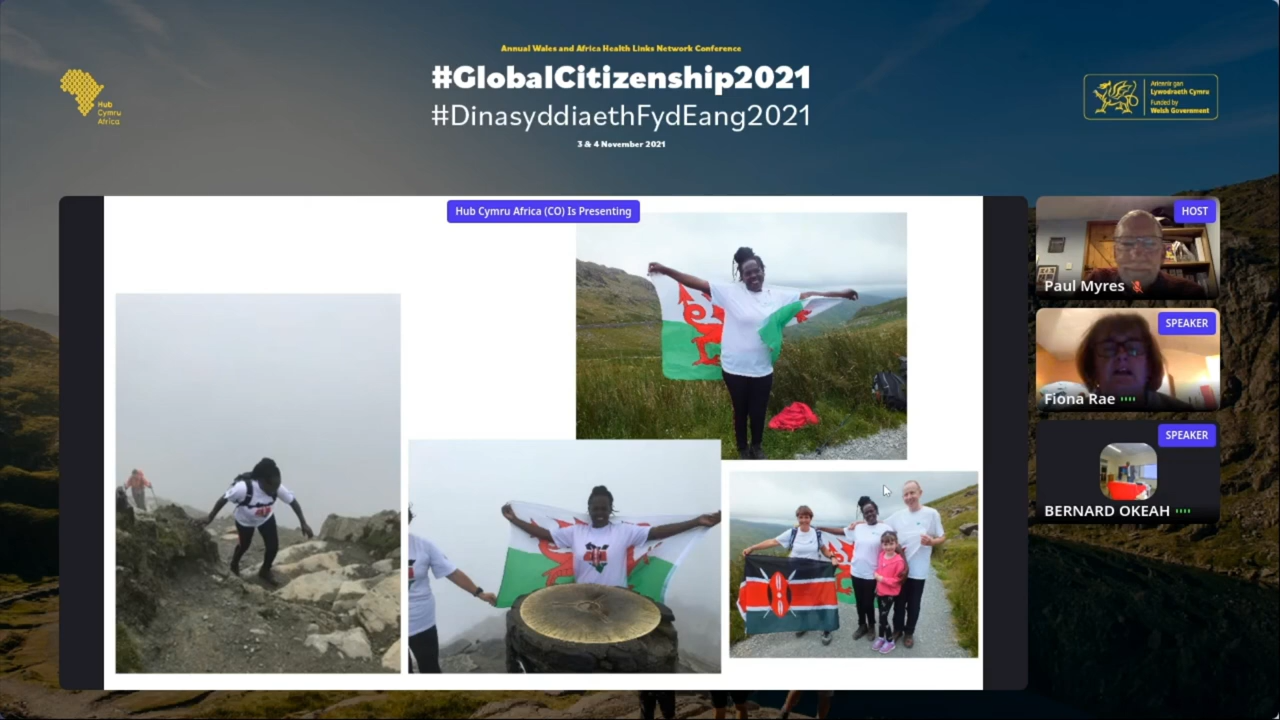 Annual Wales and Africa Health Links Network Conference
#GlobalCitizenship2021
#DinasyddiaethFydEang2021
3 & 4 November 2021
Hub
Cymru
Africa
Ariennir gan
Lywodraeth Cymru
Funded by
Welsh Government
Hub Cymru Africa (CO) Is Presenting
HOST
Paul Myres
SPEAKER
Fiona Rae
SPEAKER
BERNARD OKEAH